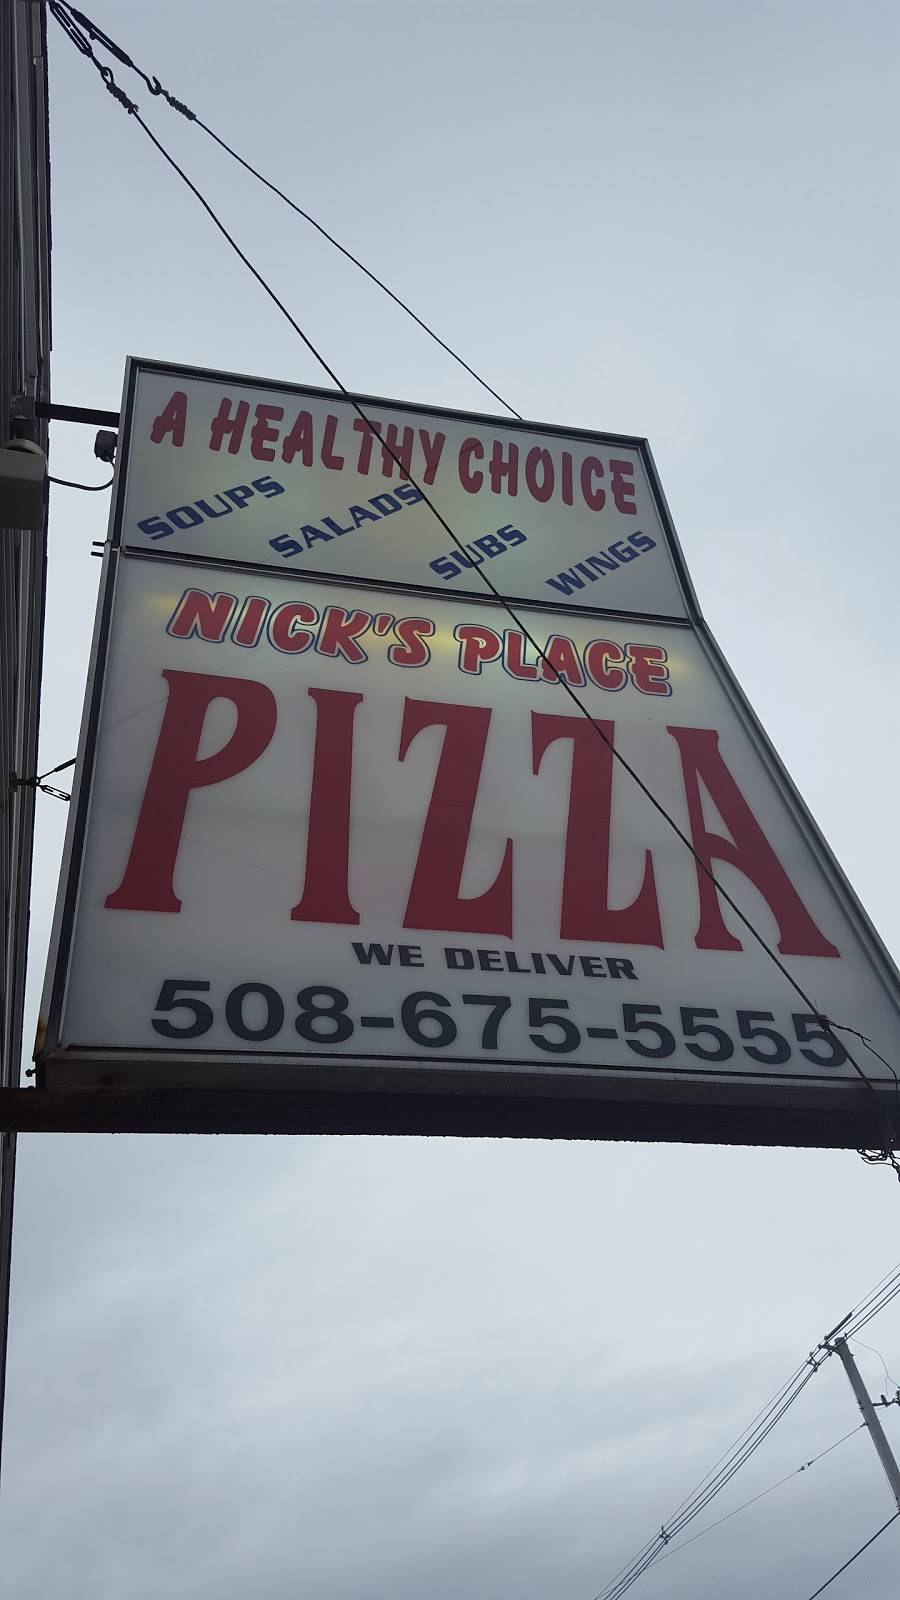 A HEALTHY CHOICE
SOUPS SALADS SUBS WINGS
NICK'S PLACE
PIZZA
WE DELIVER
508-675-5555